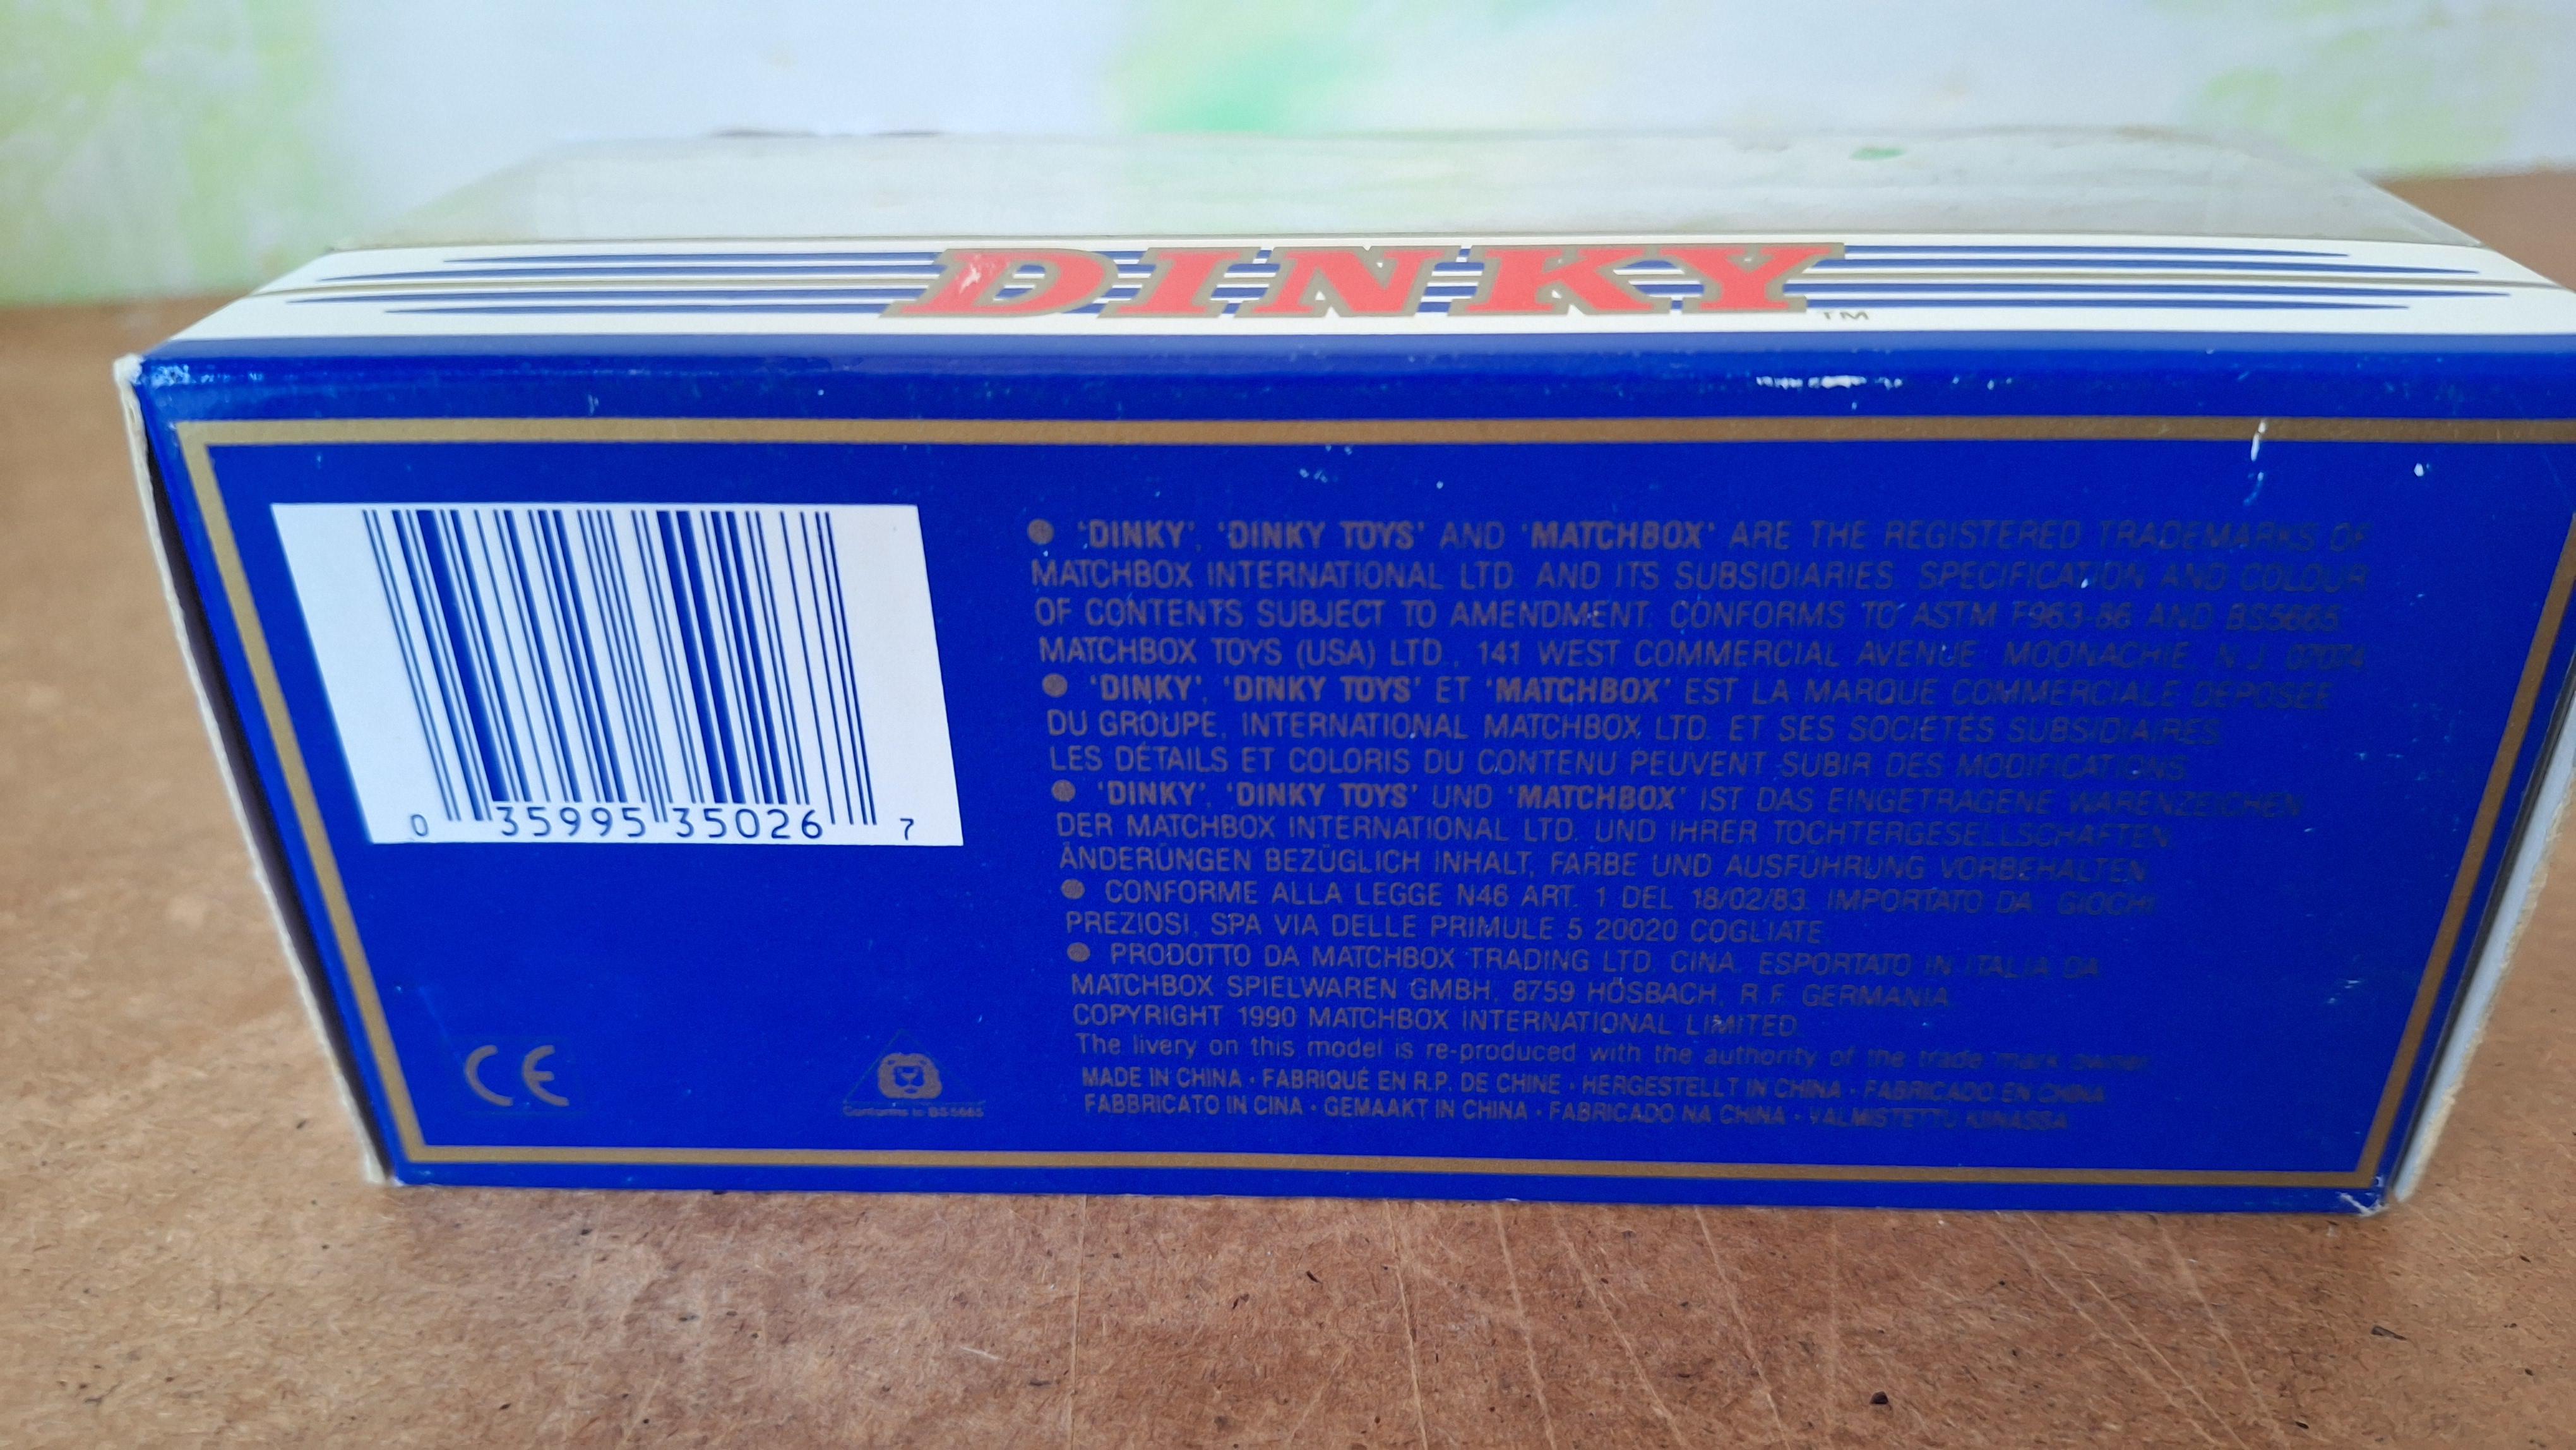 DINKY TM
0 35995 35026 7
● 'DINKY', 'DINKY TOYS' AND 'MATCHBOX' ARE THE REGISTERED TRADEMARKS OF
MATCHBOX INTERNATIONAL LTD. AND ITS SUBSIDIARIES. SPECIFICATION AND COLOUR
OF CONTENTS SUBJECT TO AMENDMENT. CONFORMS TO ASTM F963-86 AND BS5665.
MATCHBOX TOYS (USA) LTD., 141 WEST COMMERCIAL AVENUE, MOONACHIE, N.J. 07074
● 'DINKY', 'DINKY TOYS' ET 'MATCHBOX' EST LA MARQUE COMMERCIALE DÉPOSÉE
DU GROUPE, INTERNATIONAL MATCHBOX, LTD. ET SES SOCIÉTÉS SUBSIDIAIRES.
LES DÉTAILS ET COLORIS DU CONTENU PEUVENT SUBIR DES MODIFICATIONS.
● 'DINKY', 'DINKY TOYS' UND 'MATCHBOX' IST DAS EINGETRAGENE WARENZEICHEN
DER MATCHBOX INTERNATIONAL LTD. UND IHRER TOCHTERGESELLSCHAFTEN.
ÄNDERUNGEN BEZÜGLICH INHALT, FARBE UND AUSFÜHRUNG VORBEHALTEN.
● CONFORME ALLA LEGGE N46 ART. 1 DEL 18/02/83. IMPORTATO DA: GIOCHI
PREZIOSI, SPA VIA DELLE PRIMULE 5 20020 COGLIATE
● PRODOTTO DA MATCHBOX TRADING LTD. CINA. ESPORTATO IN ITALIA DA
MATCHBOX SPIELWAREN GMBH, 8759 HÖSBACH, R.F. GERMANIA.
COPYRIGHT 1990 MATCHBOX INTERNATIONAL LIMITED.
The livery on this model is re-produced with the authority of the trade mark owner
MADE IN CHINA · FABRIQUÉ EN R.P. DE CHINE · HERGESTELLT IN CHINA · FABRICADO EN CHINA
FABBRICATO IN CINA · GEMAAKT IN CHINA · FABRICADO NA CHINA · VALMISTETTU KIINASSA
CE
Conforms to BS5665